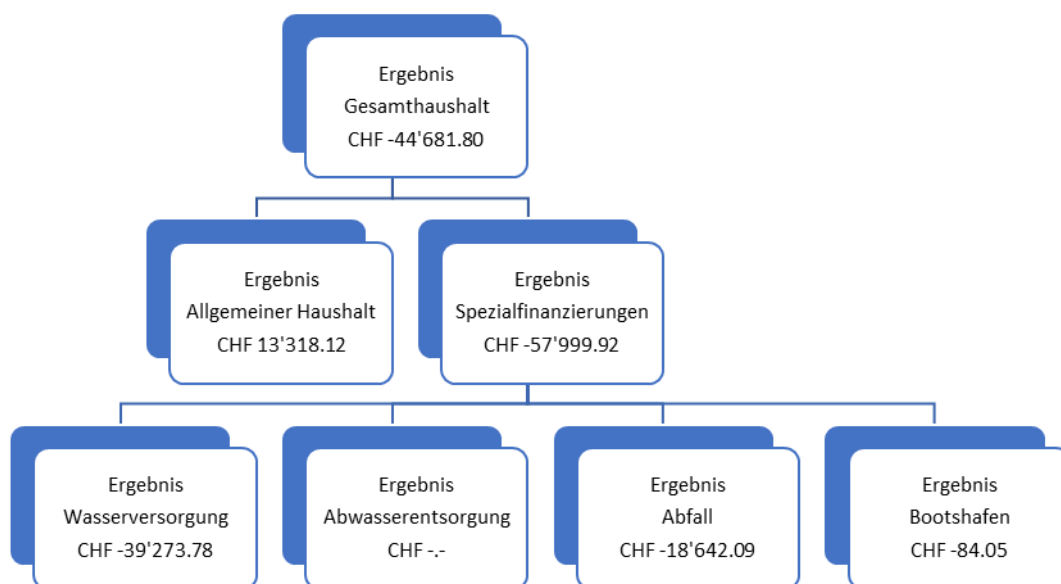 Ergebnis
Gesamthaushalt
CHF -44'681.80
Ergebnis
Allgemeiner Haushalt
CHF 13'318.12
Ergebnis
Spezialfinanzierungen
CHF -57'999.92
Ergebnis
Wasserversorgung
CHF -39'273.78
Ergebnis
Abwasserentsorgung
CHF -.-
Ergebnis
Abfall
CHF -18'642.09
Ergebnis
Bootshafen
CHF -84.05